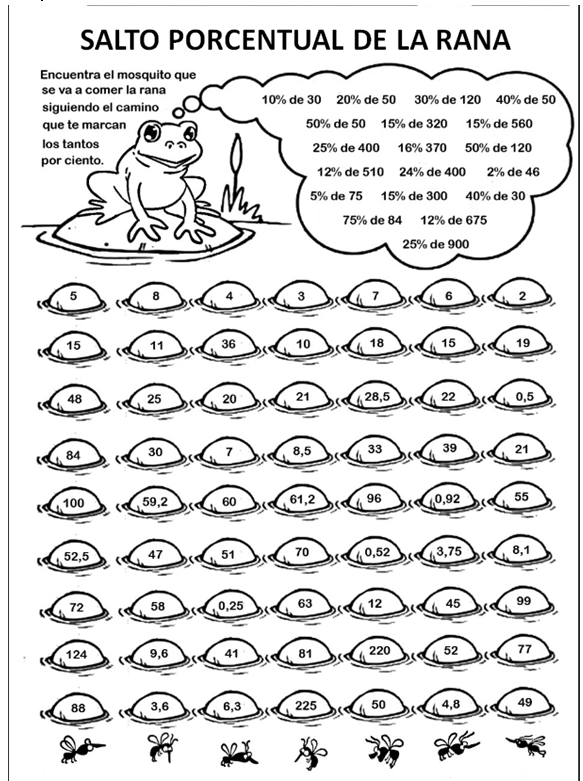 SALTO PORCENTUAL DE LA RANA
Encuentra el mosquito que
se va a comer la rana
siguiendo el camino
que te marcan
los tantos
por ciento.
10% de 30 20% de 50 30% de 120 40% de 50
50% de 50 15% de 320 15% de 560
25% de 400 16% 370 50% de 120
12% de 510 24% de 400 2% de 46
5% de 75 15% de 300 40% de 30
75% de 84 12% de 675
25% de 900
5 8 4 3 7 6 2
15 11 36 10 18 15 19
48 25 20 21 28,5 22 0,5
84 30 7 8,5 33 39 21
100 59,2 60 61,2 96 0,92 55
52,5 47 51 70 0,52 3,75 8,1
72 58 0,25 63 12 45 99
124 9,6 41 81 220 52 77
88 3,6 6,3 225 50 4,8 49